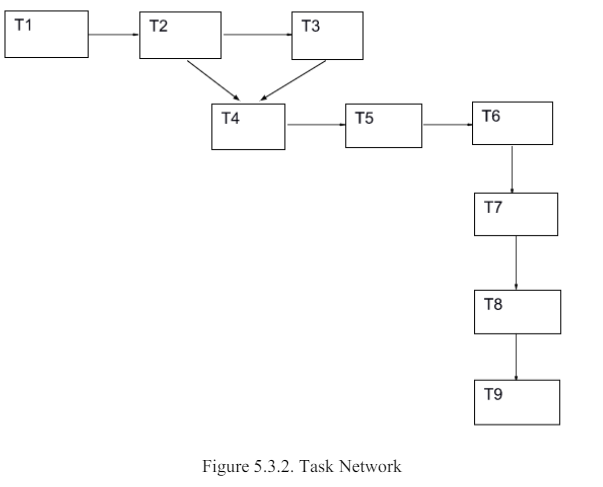 T1
T2
T3
T4
T5
T6
T7
T8
T9
Figure 5.3.2. Task Network